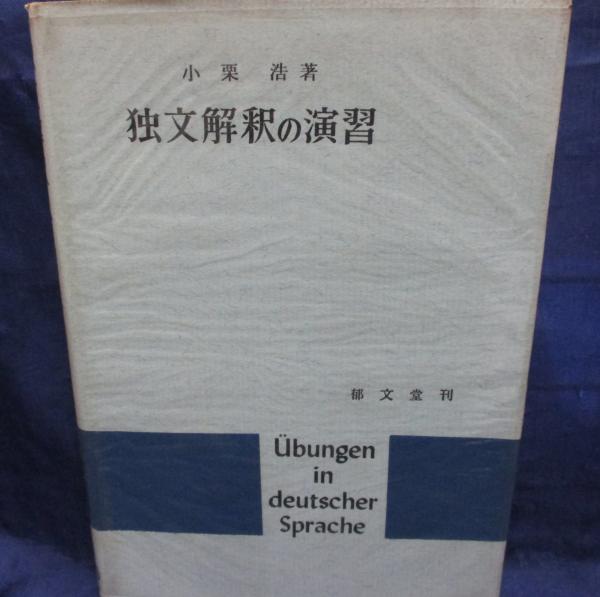 小栗 浩著
独文解釈の演習
郁文堂刊
Übungen
in
deutscher
Sprache